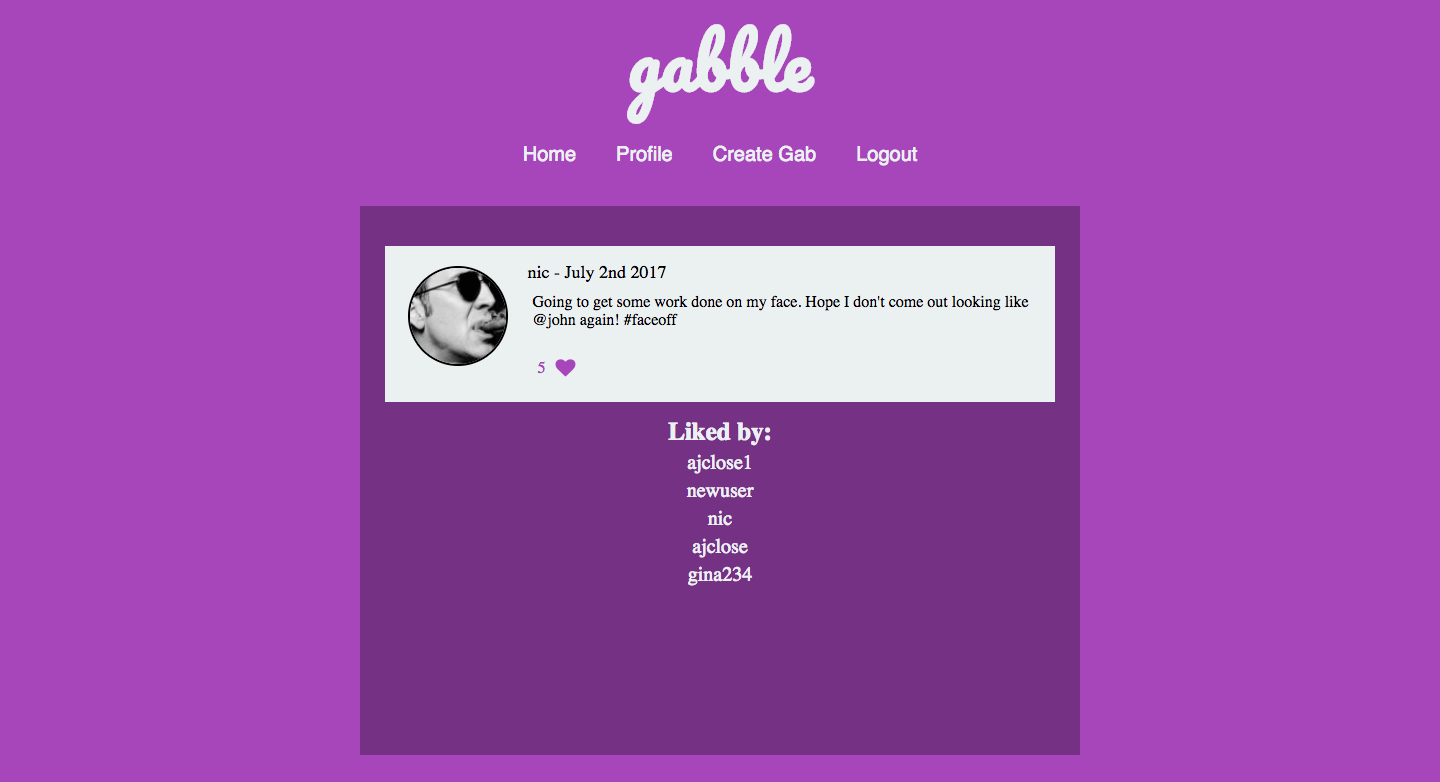 gabble
Home Profile Create Gab Logout
nic - July 2nd 2017
Going to get some work done on my face. Hope I don't come out looking like
@john again! #faceoff
5
Liked by:
ajclose1
newuser
nic
ajclose
gina234